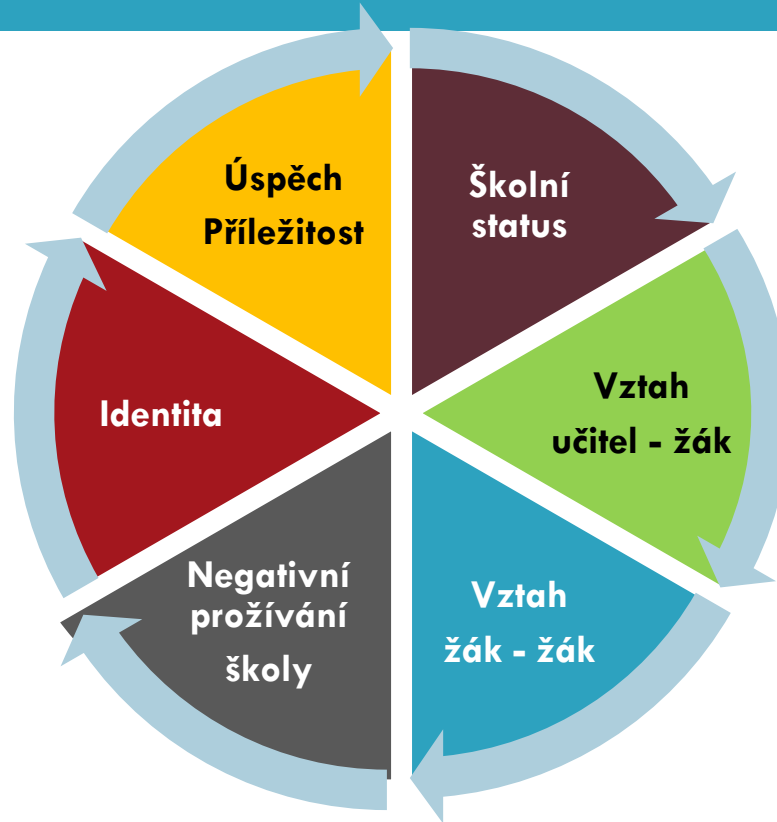 Úspěch
Příležitost
Školní
status
Vztah
učitel - žák
Vztah
žák - žák
Negativní
prožívání
školy
Identita